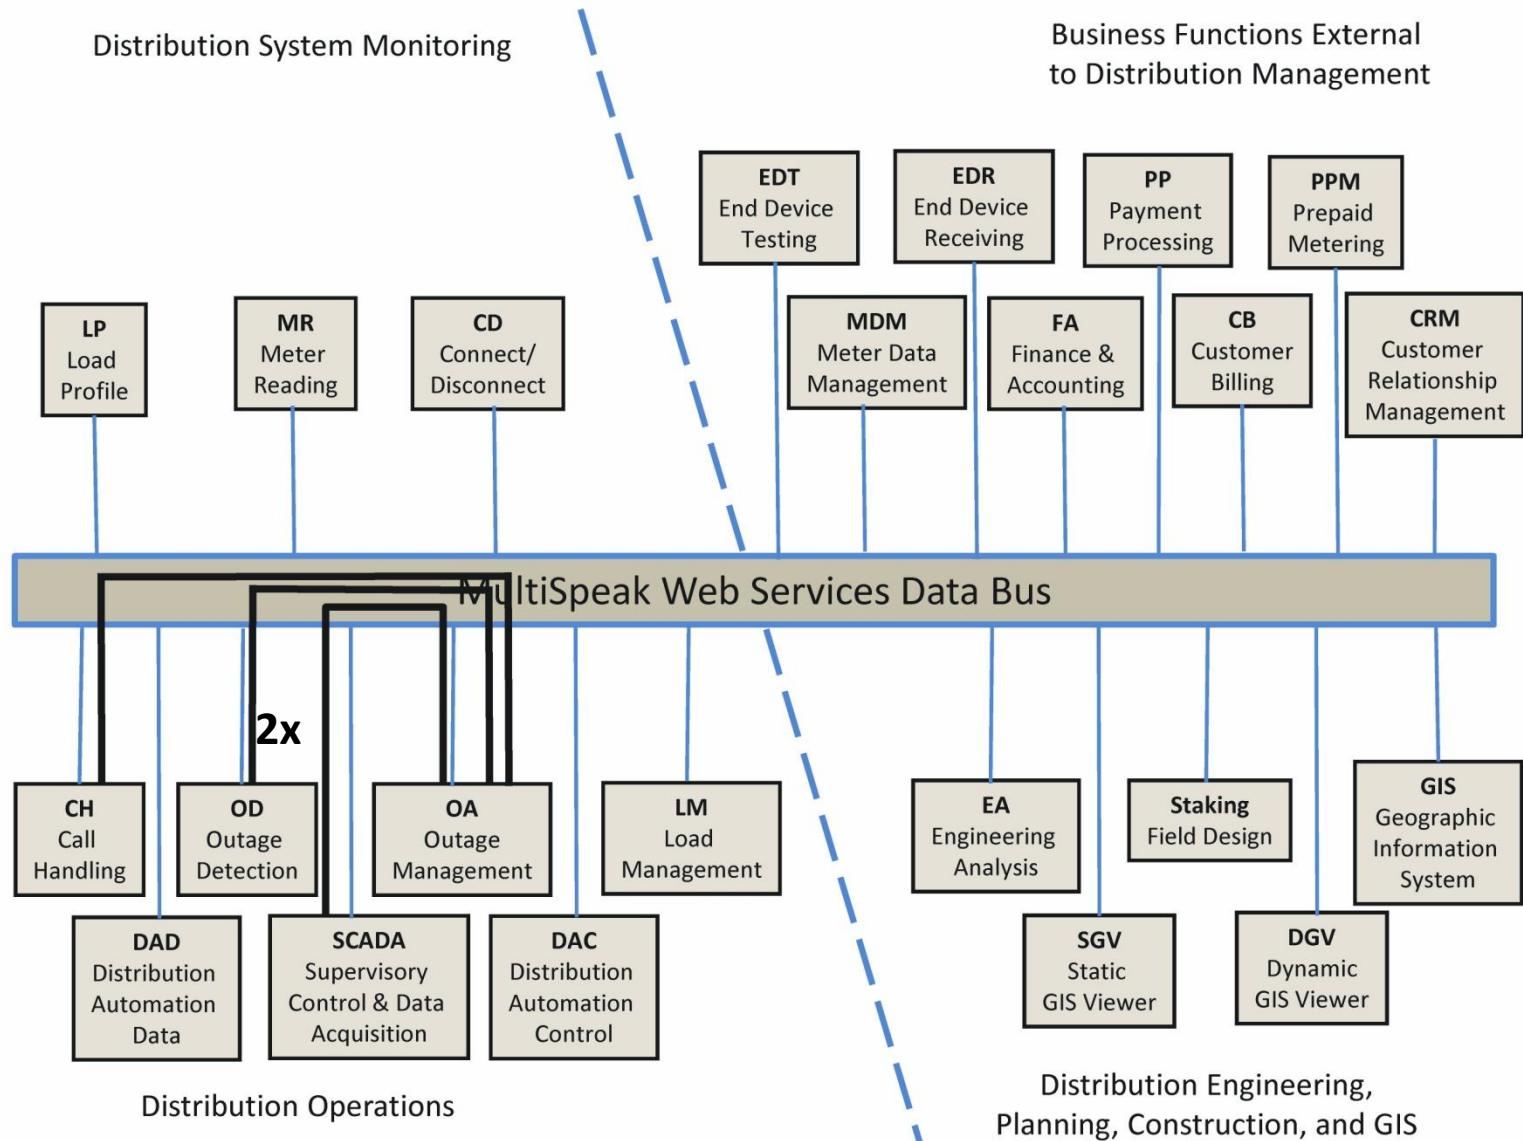 Distribution System Monitoring
Business Functions External
to Distribution Management
EDT
End Device
Testing
EDR
End Device
Receiving
PP
Payment
Processing
PPM
Prepaid
Metering
LP
Load
Profile
MR
Meter
Reading
CD
Connect/
Disconnect
MDM
Meter Data
Management
FA
Finance &
Accounting
CB
Customer
Billing
CRM
Customer
Relationship
Management
MultiSpeak Web Services Data Bus
2x
CH
Call
Handling
OD
Outage
Detection
OA
Outage
Management
LM
Load
Management
EA
Engineering
Analysis
Staking
Field Design
GIS
Geographic
Information
System
DAD
Distribution
Automation
Data
SCADA
Supervisory
Control & Data
Acquisition
DAC
Distribution
Automation
Control
SGV
Static
GIS Viewer
DGV
Dynamic
GIS Viewer
Distribution Operations
Distribution Engineering,
Planning, Construction, and GIS